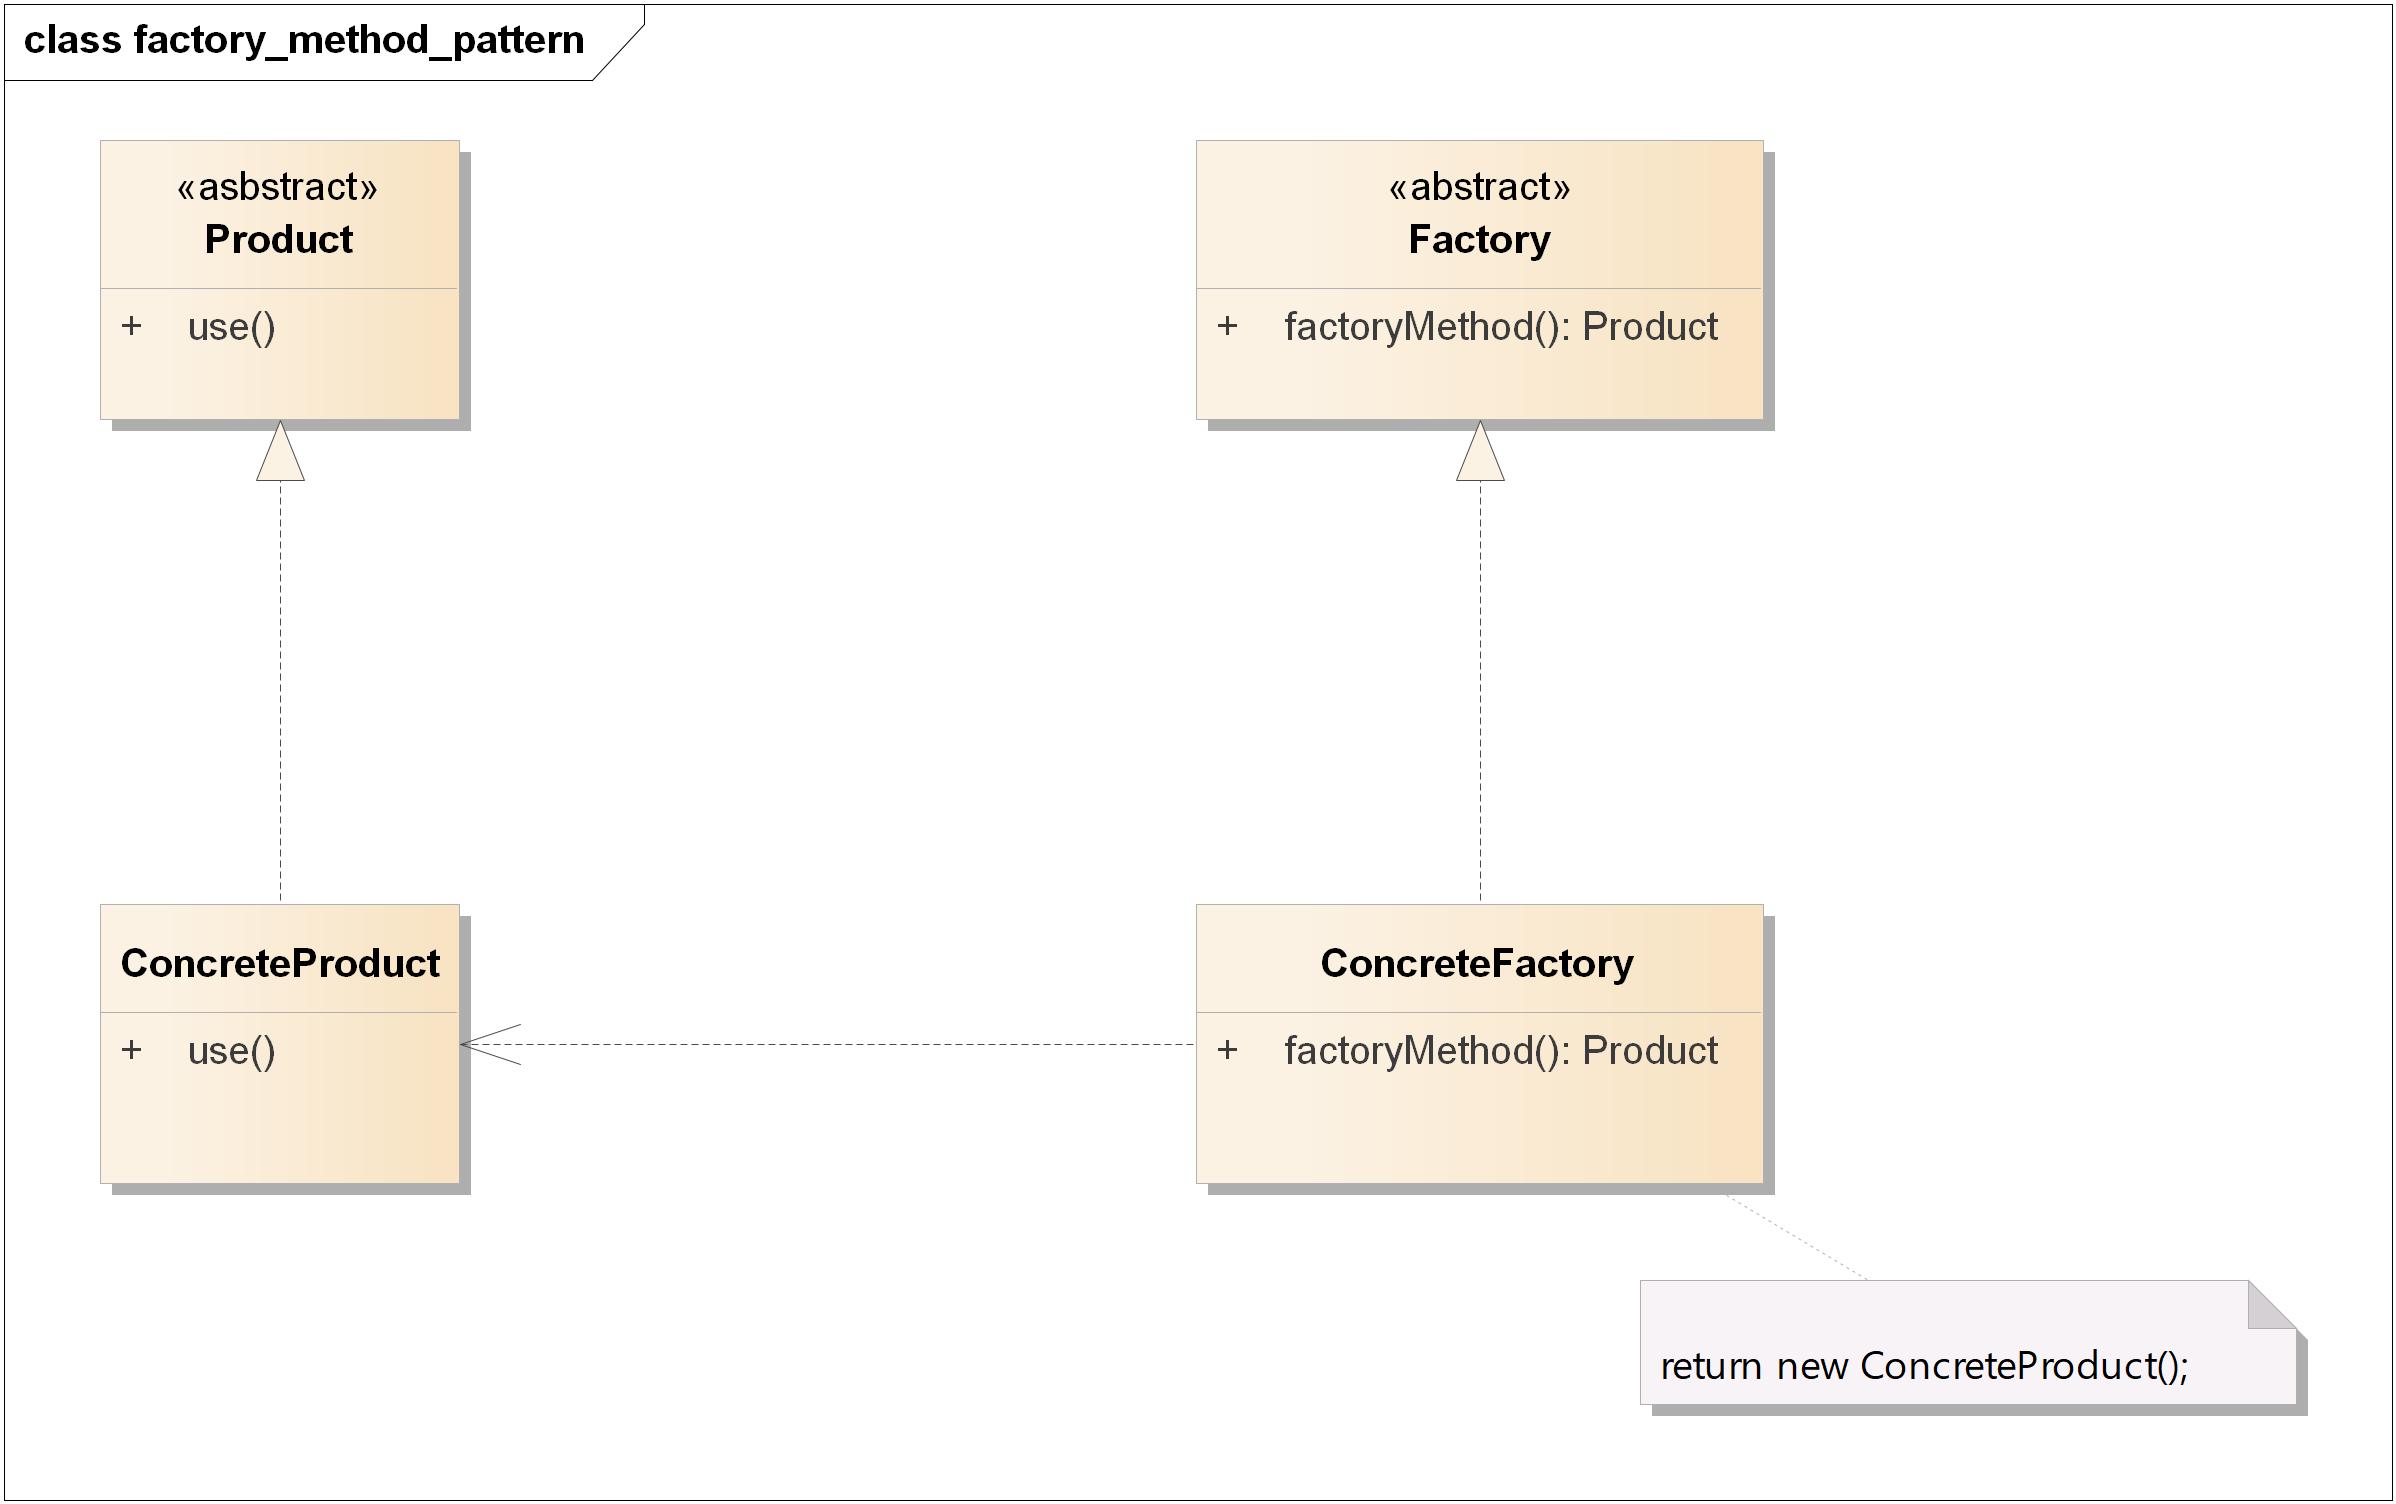 class factory_method_pattern
«asbstract»
Product
+ use()
«abstract»
Factory
+ factoryMethod(): Product
ConcreteProduct
+ use()
ConcreteFactory
+ factoryMethod(): Product
return new ConcreteProduct();